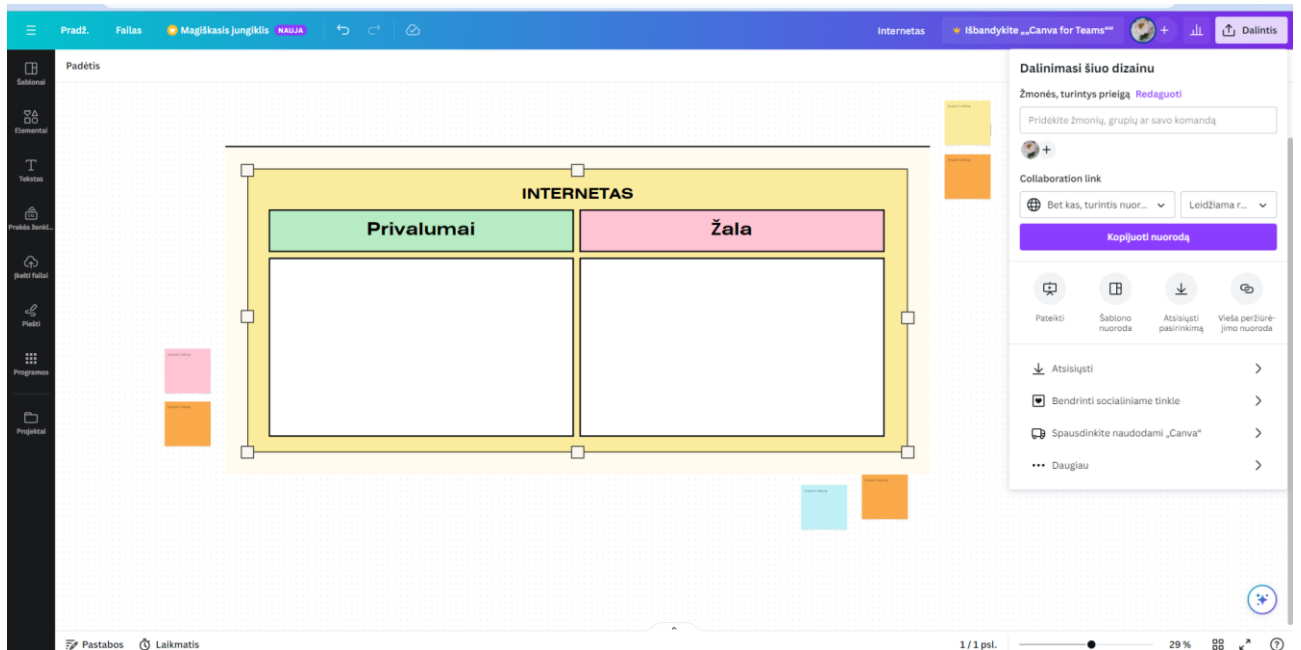 Pradž.
Failas
Magiškasis jungiklis NAUJA
Internetas
Išbandykite „„Canva for Teams““
Dalintis
Šablonai
Elementai
Tekstas
Prekės ženkl...
Įkelti failai
Piešti
Programos
Projektai
Padėtis
INTERNETAS
Privalumai
Žala
Dalinimasi šiuo dizainu
Žmonės, turintys prieigą Redaguoti
Pridėkite žmonių, grupių ar savo komandą
Collaboration link
Bet kas, turintis nuor...
Leidžiama r...
Kopijuoti nuorodą
Pateikti
Šablono
nuoroda
Atsisiųsti
pasirinkimą
Vieša peržiūrė-
jimo nuoroda
Atsisiųsti
Bendrinti socialiniame tinkle
Spausdinkite naudodami „Canva“
Daugiau
Pastabos
Laikmatis
1 / 1 psl.
29 %